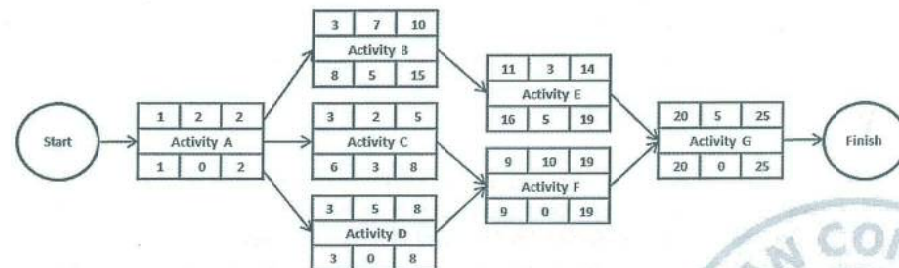 3 7 10
Activity B
8 5 15
11 3 14
Activity E
16 5 19
Start
1 2 2
Activity A
1 0 2
3 2 5
Activity C
6 3 8
20 5 25
Activity G
20 0 25
Finish
9 10 19
Activity F
9 0 19
3 5 8
Activity D
3 0 8
AN CO